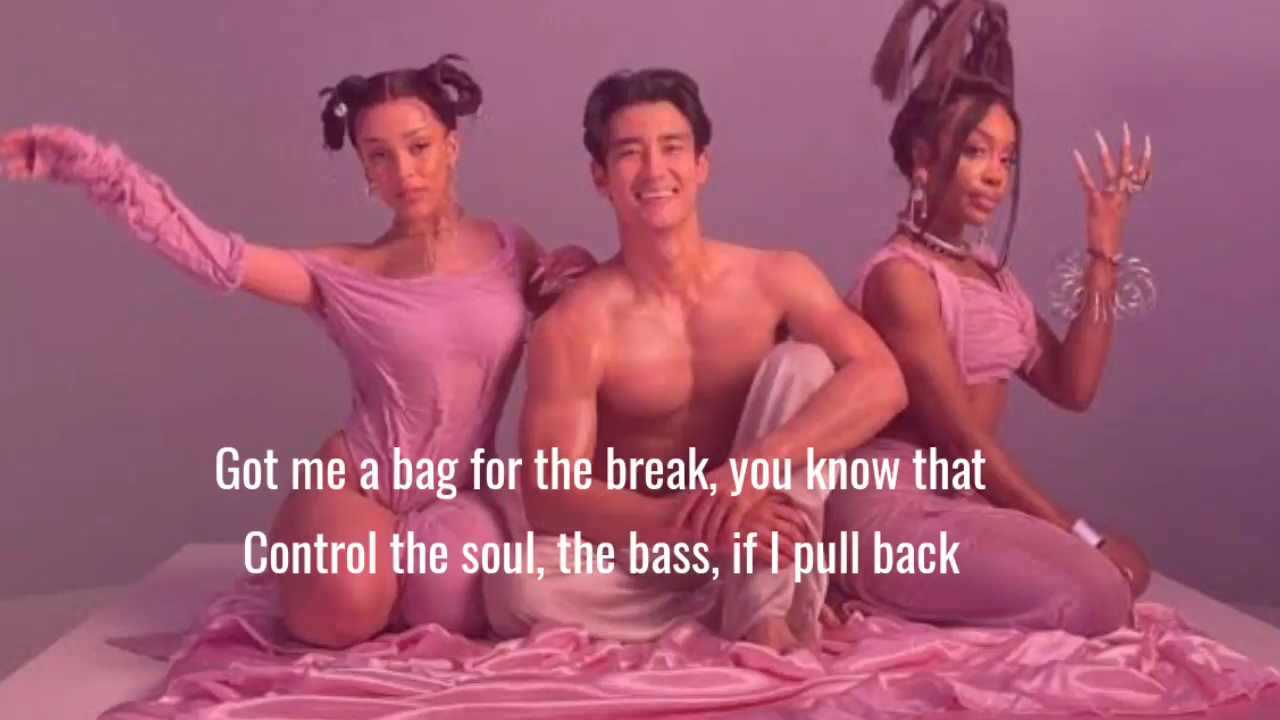 Got me a bag for the break, you know that
Control the soul, the bass, if I pull back